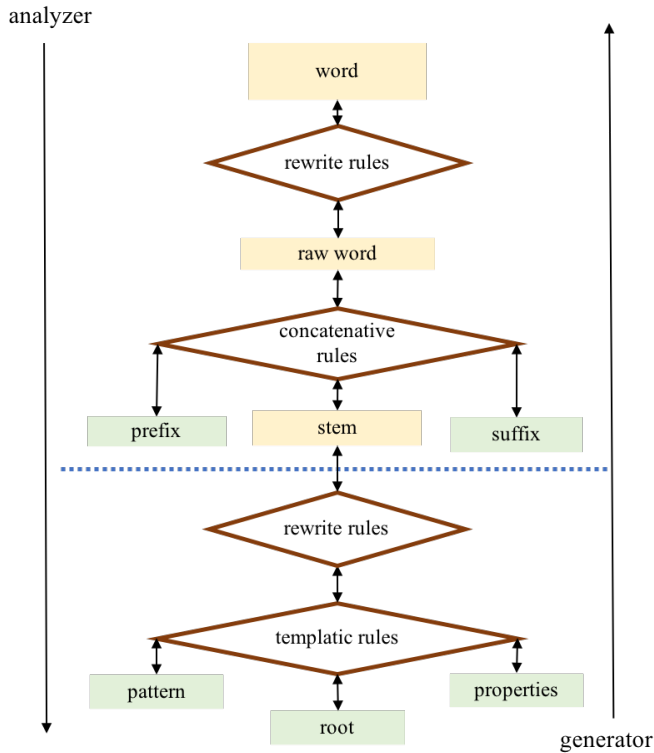 analyzer
word
rewrite rules
raw word
concatenative
rules
prefix
stem
suffix
rewrite rules
templatic rules
pattern
properties
root
generator